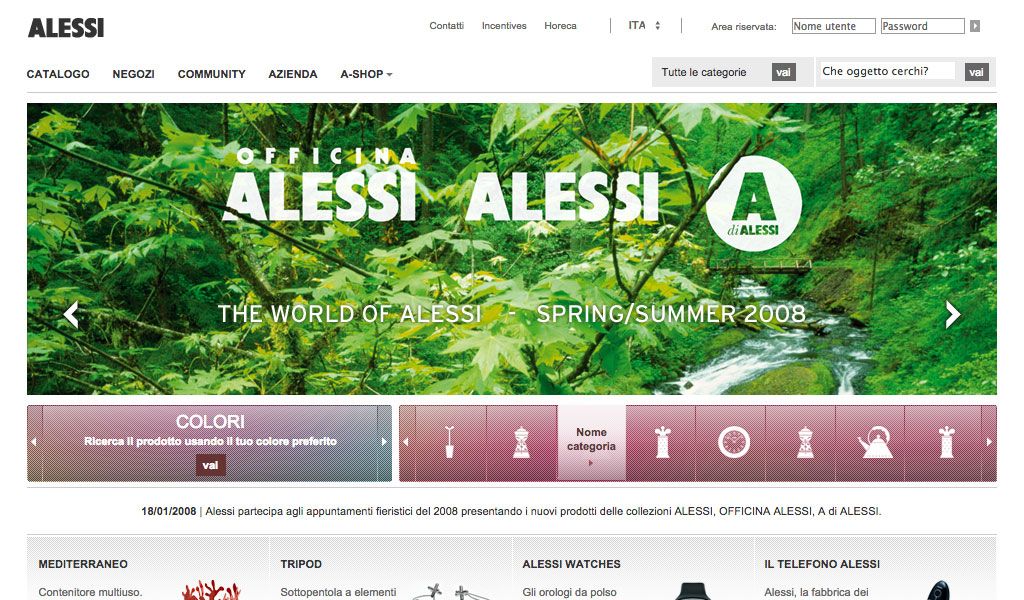 ALESSI
Contatti Incentives Horeca ITA Area riservata: Nome utente Password
CATALOGO NEGOZI COMMUNITY AZIENDA A-SHOP
Tutte le categorie vai Che oggetto cerchi? vai
OFFICINA
ALESSI ALESSI A
di ALESSI
THE WORLD OF ALESSI - SPRING/SUMMER 2008
COLORI
Ricerca il prodotto usando il tuo colore preferito
vai
Nome
categoria
18/01/2008 | Alessi partecipa agli appuntamenti fieristici del 2008 presentando i nuovi prodotti delle collezioni ALESSI, OFFICINA ALESSI, A di ALESSI.
MEDITERRANEO
Contenitore multiuso.
TRIPOD
Sottopentola a elementi
ALESSI WATCHES
Gli orologi da polso
IL TELEFONO ALESSI
Alessi, la fabbrica dei